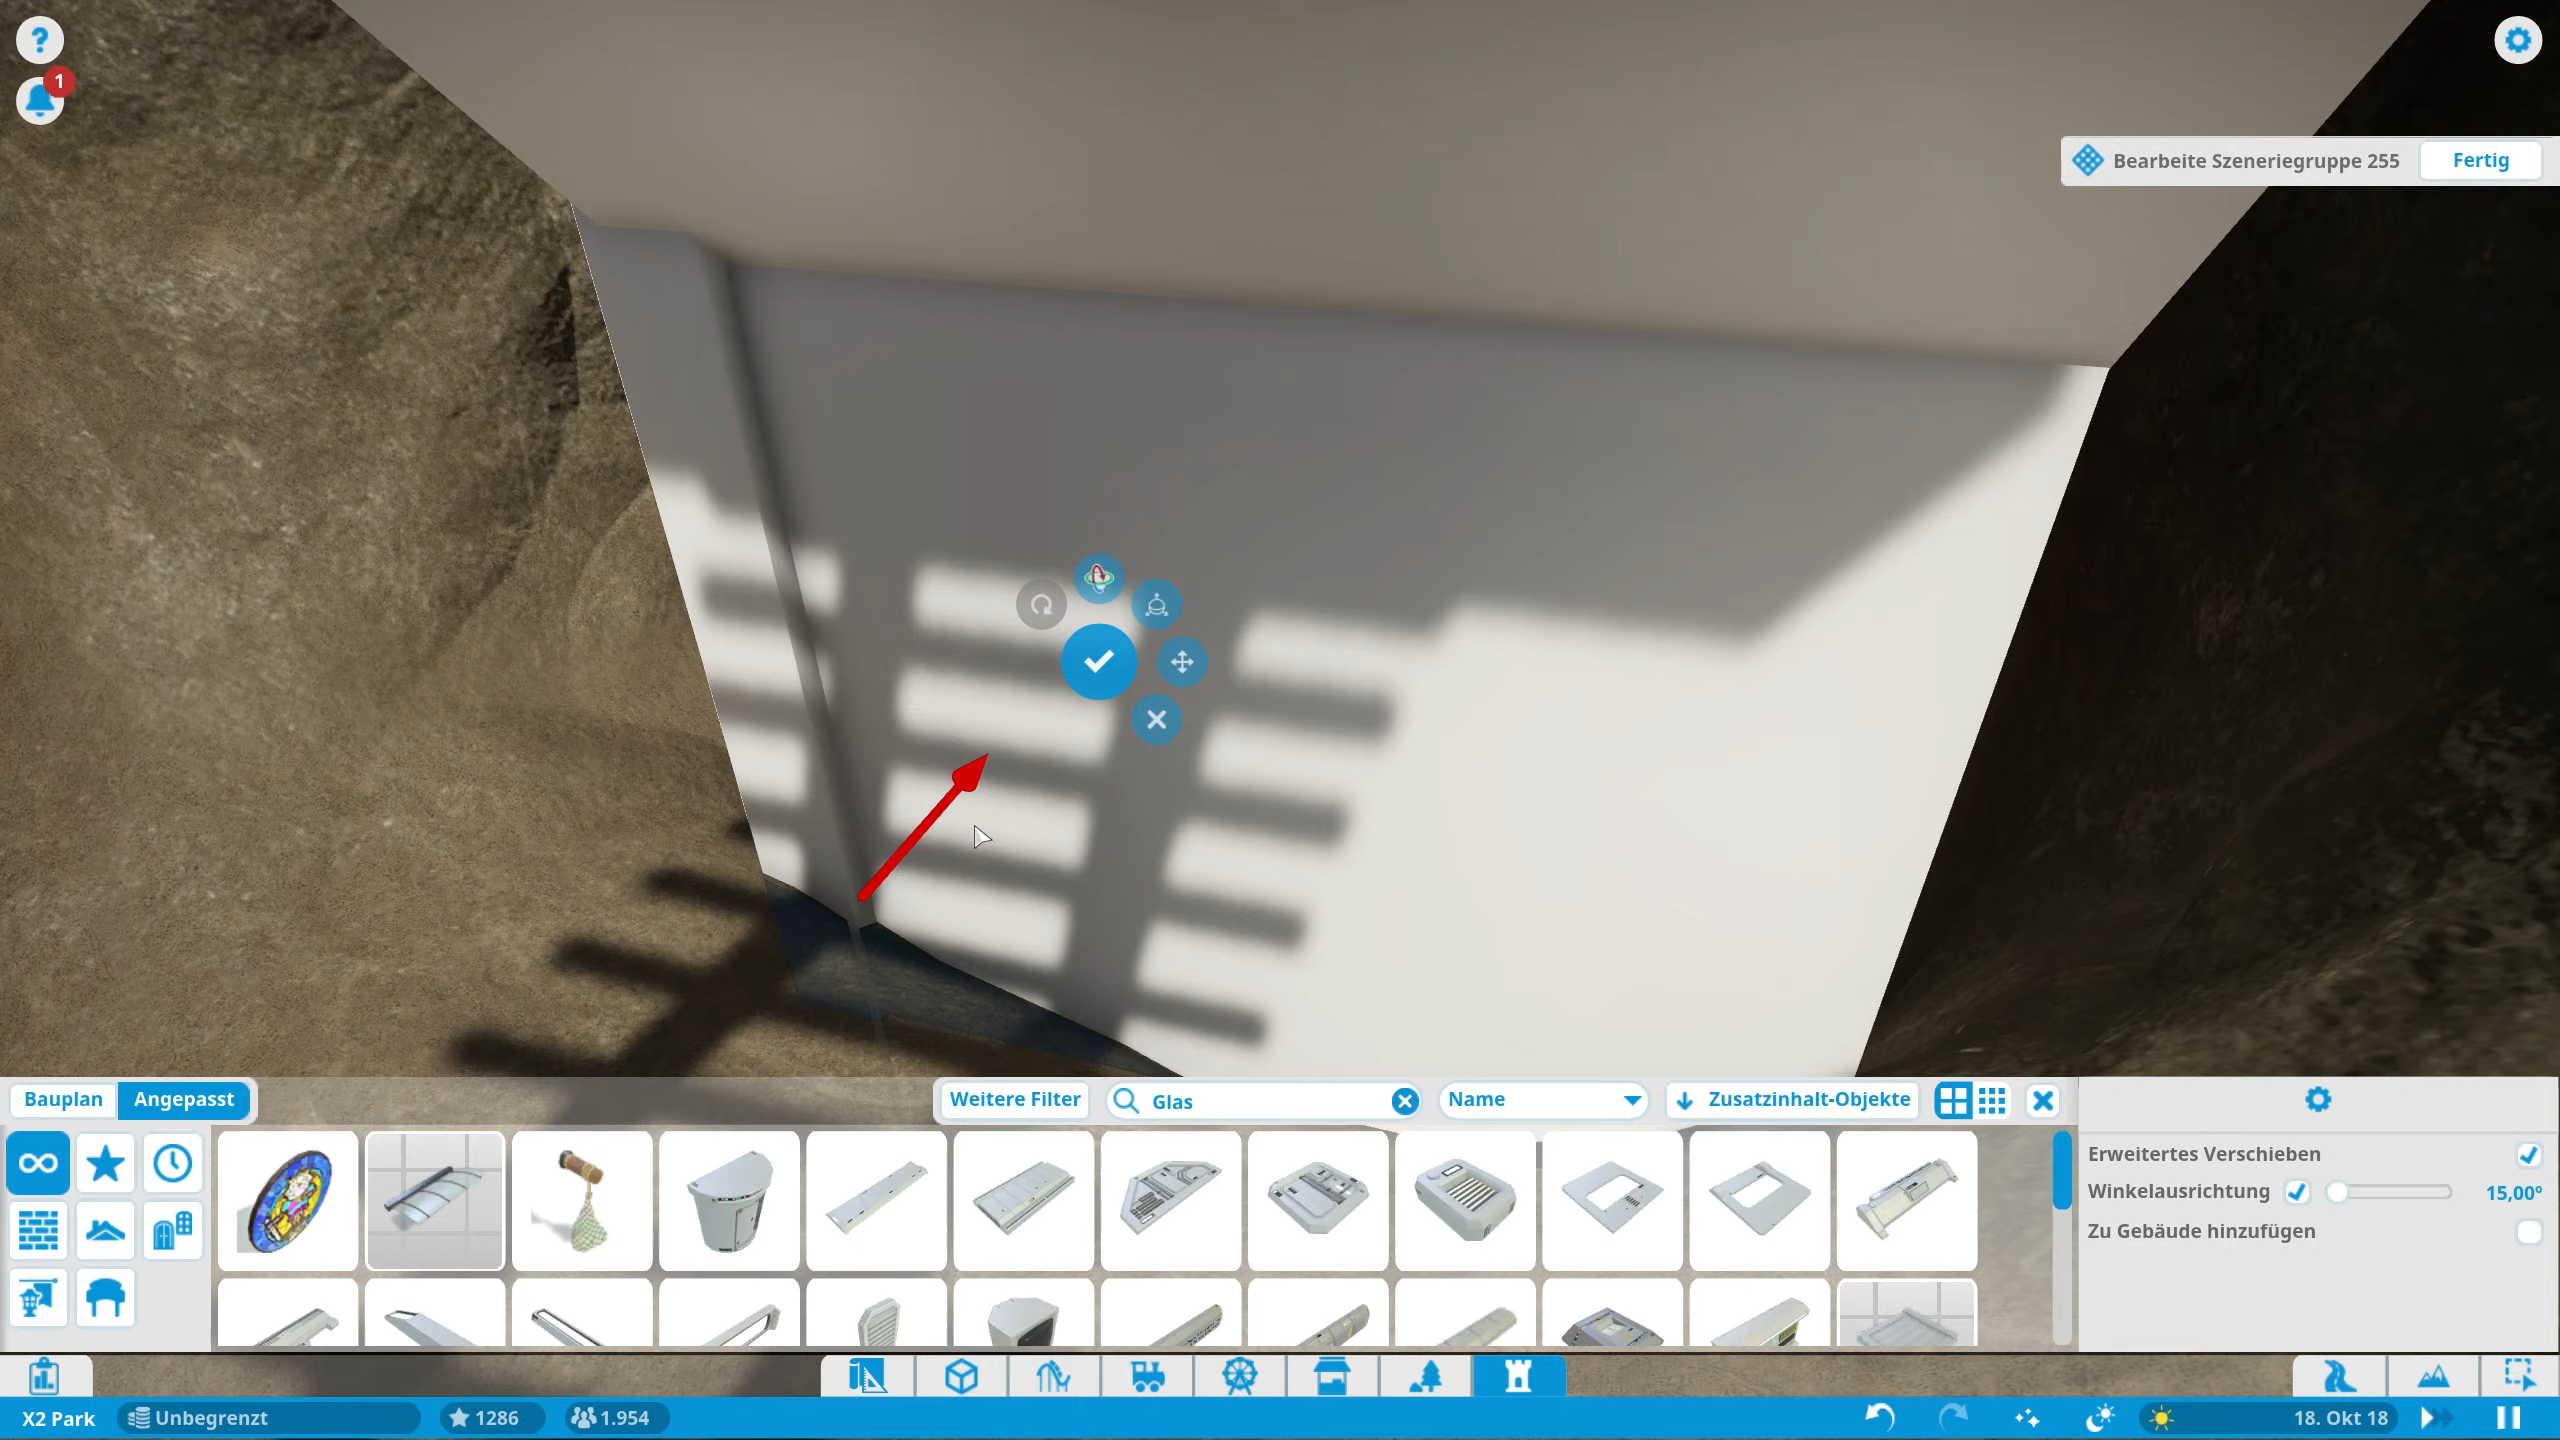 1
Bearbeite Szeneriegruppe 255
Fertig
Bauplan
Angepasst
Weitere Filter
Glas
Name
Zusatzinhalt-Objekte
Erweitertes Verschieben
Winkelausrichtung
15,00°
Zu Gebäude hinzufügen
X2 Park
Unbegrenzt
1286
1.954
18. Okt 18